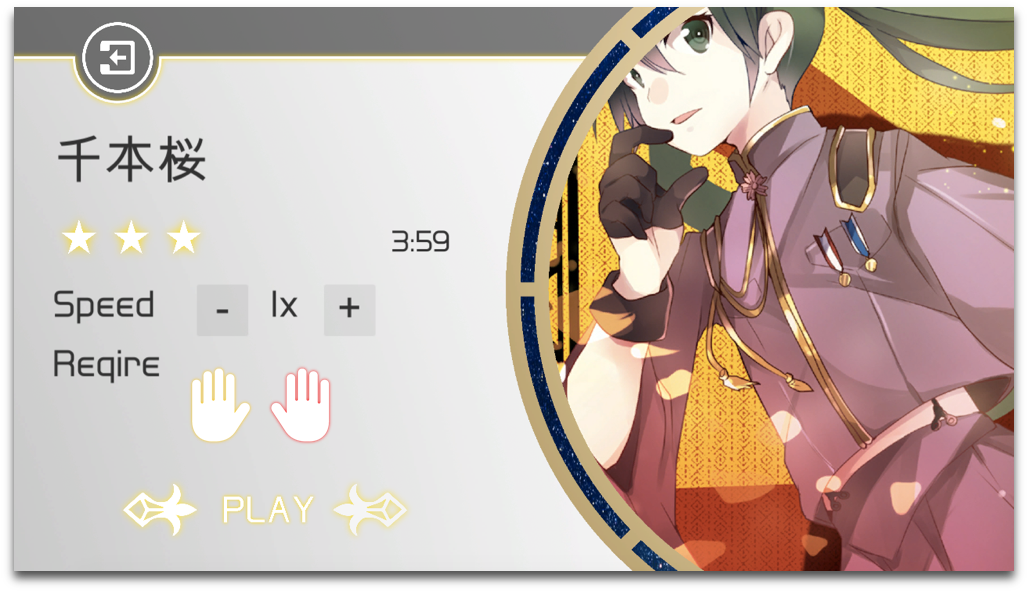 千本桜
3:59
Speed - 1x +
Reqire
PLAY